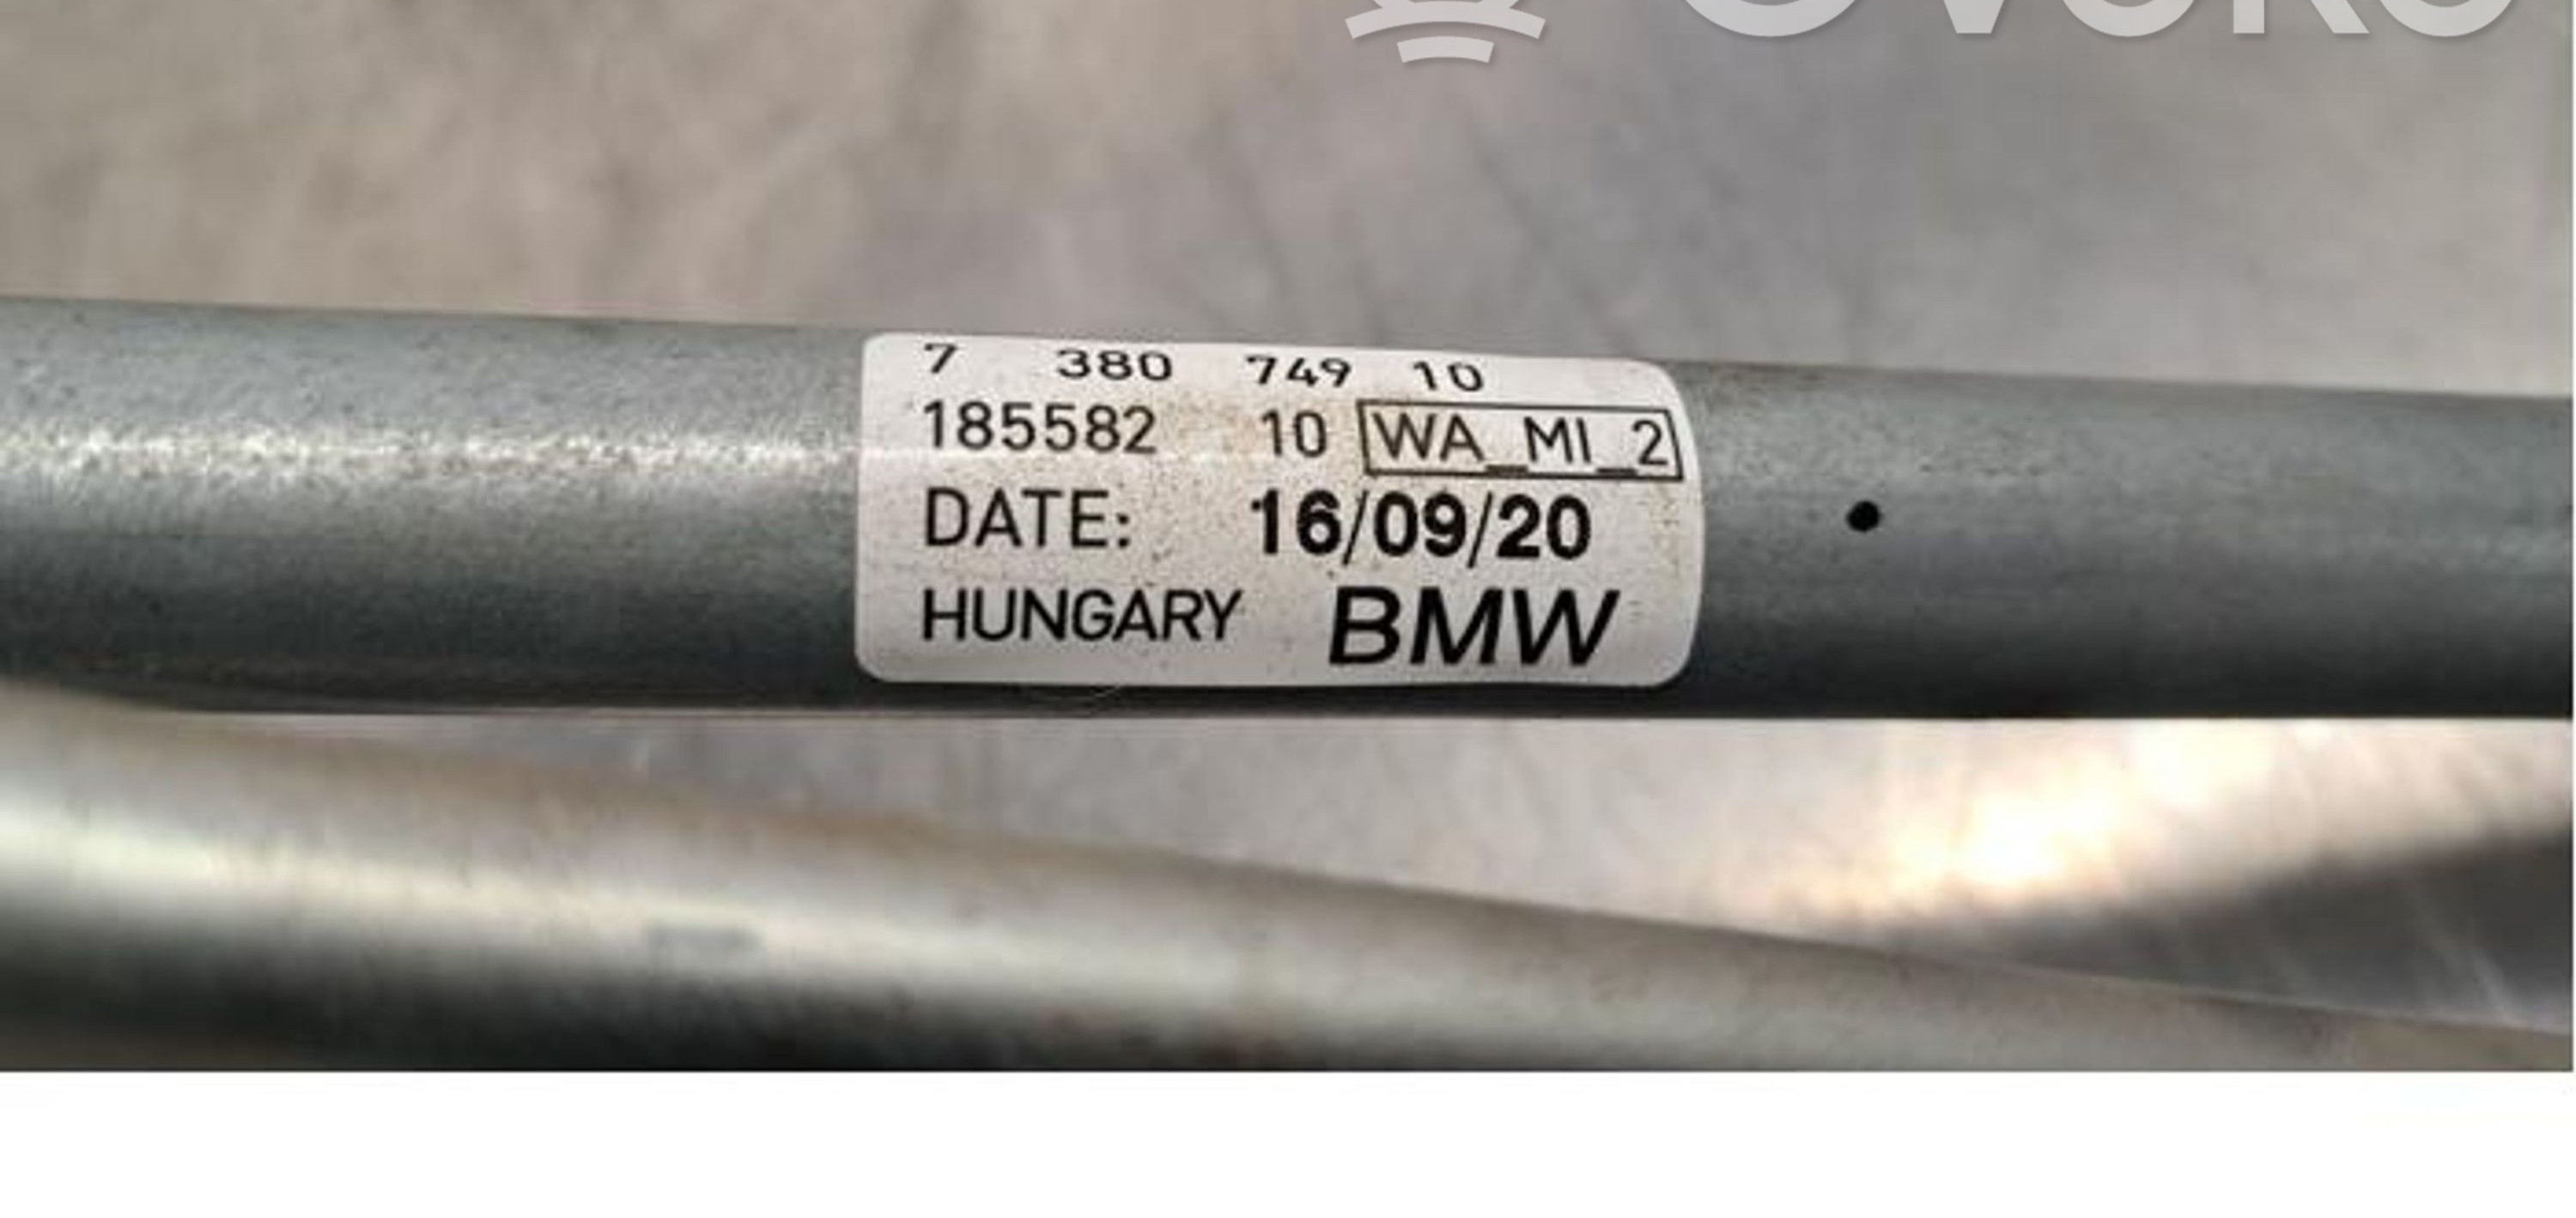 7 380 749 10
185582 10 WA_MI_2
DATE: 16/09/20
HUNGARY BMW